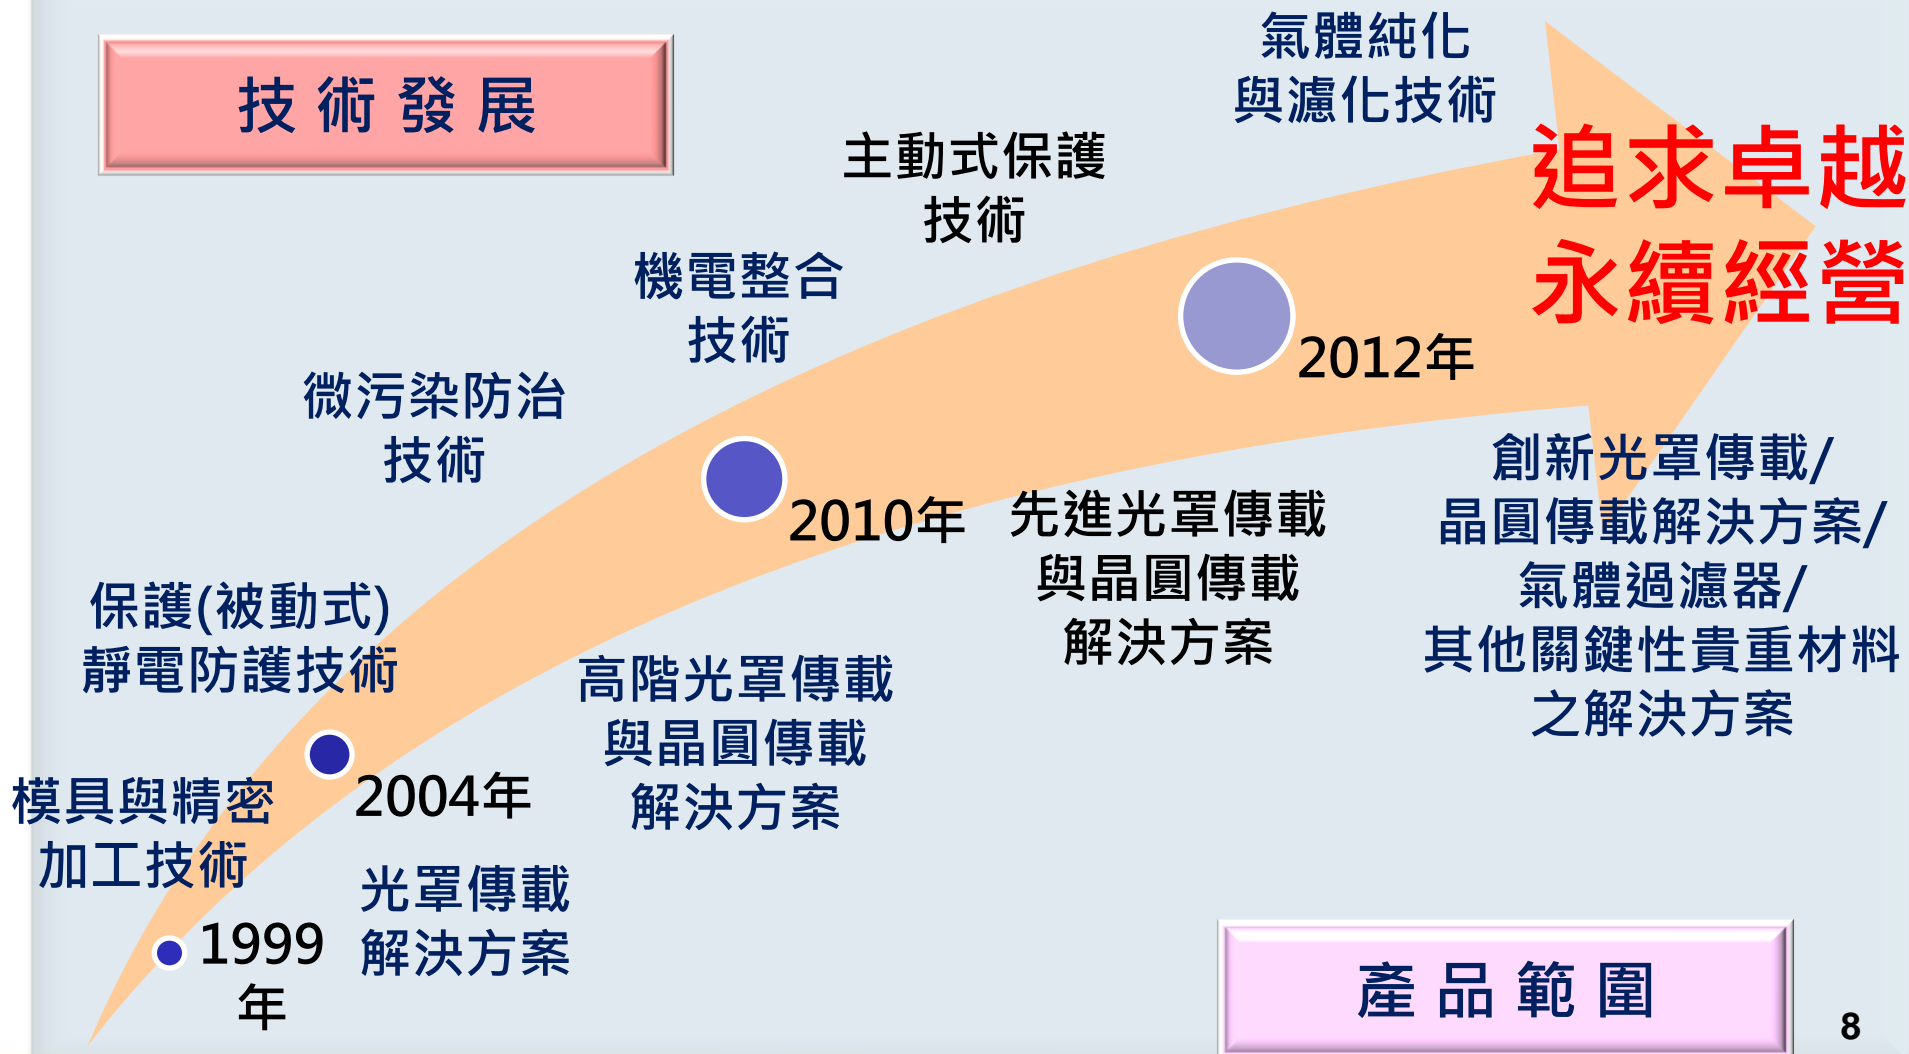 技術發展
氣體純化
與濾化技術
主動式保護
技術
追求卓越
永續經營
機電整合
技術
2012年
微污染防治
技術
2010年
先進光罩傳載
與晶圓傳載
解決方案
創新光罩傳載/
晶圓傳載解決方案/
氣體過濾器/
其他關鍵性貴重材料
之解決方案
保護(被動式)
靜電防護技術
高階光罩傳載
與晶圓傳載
解決方案
2004年
模具與精密
加工技術
光罩傳載
解決方案
1999
年
產品範圍
8